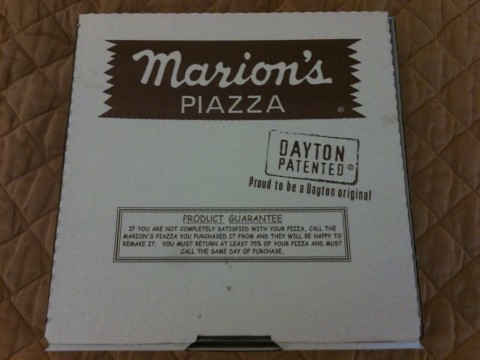 Marion's
PIAZZA ®
DAYTON
PATENTED ©
Proud to be a Dayton original
PRODUCT GUARANTEE
IF YOU ARE NOT COMPLETELY SATISFIED WITH YOUR PIZZA, CALL THE
MARION'S PIAZZA YOU PURCHASED IT FROM AND THEY WILL BE HAPPY TO
REMAKE IT. YOU MUST RETURN AT LEAST 75% OF YOUR PIZZA AND MUST
CALL THE SAME DAY OF PURCHASE.